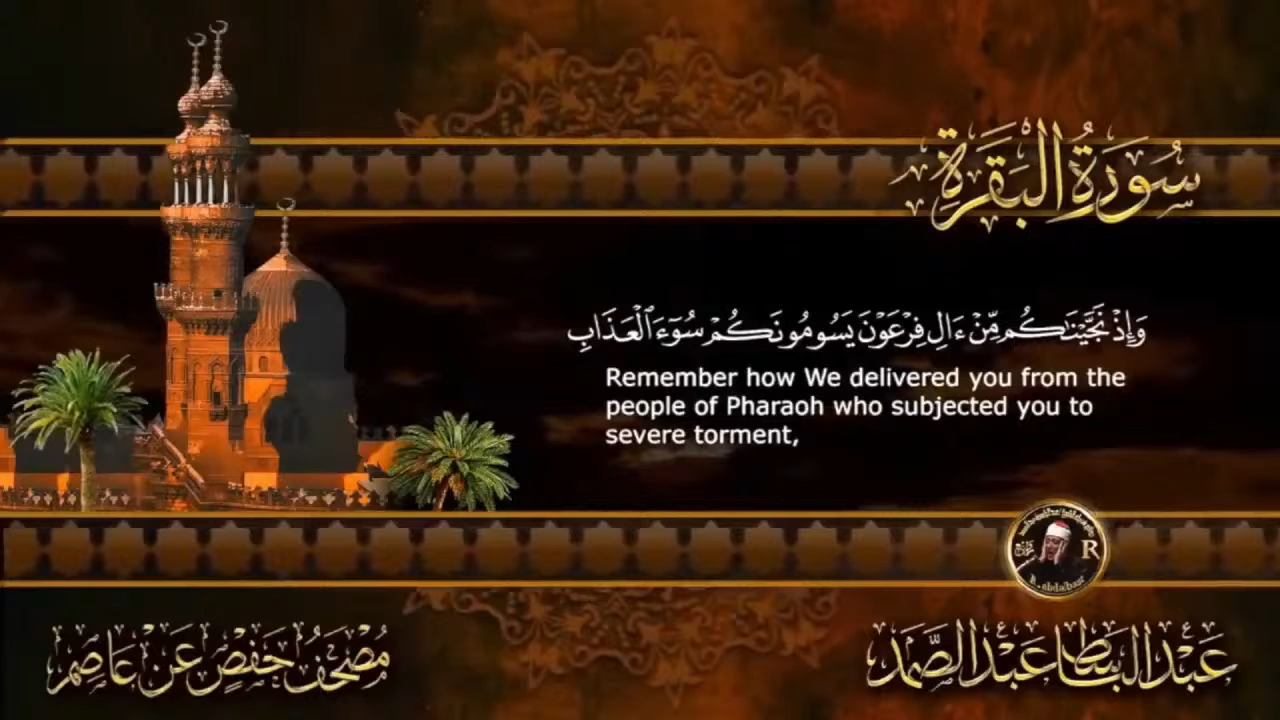 سُورَةُ البَقَرَةِ
وَإِذْ نَجَّيْنَٰكُم مِّنْ ءَالِ فِرْعَوْنَ يَسُومُونَكُمْ سُوٓءَ ٱلْعَذَابِ
Remember how We delivered you from the
people of Pharaoh who subjected you to
severe torment,
R
عَبْدُ الْبَاسِطِ عَبْدُ الصَّمَدِ
مُصْحَفُ حَفْصٍ عَنْ عَاصِمٍ